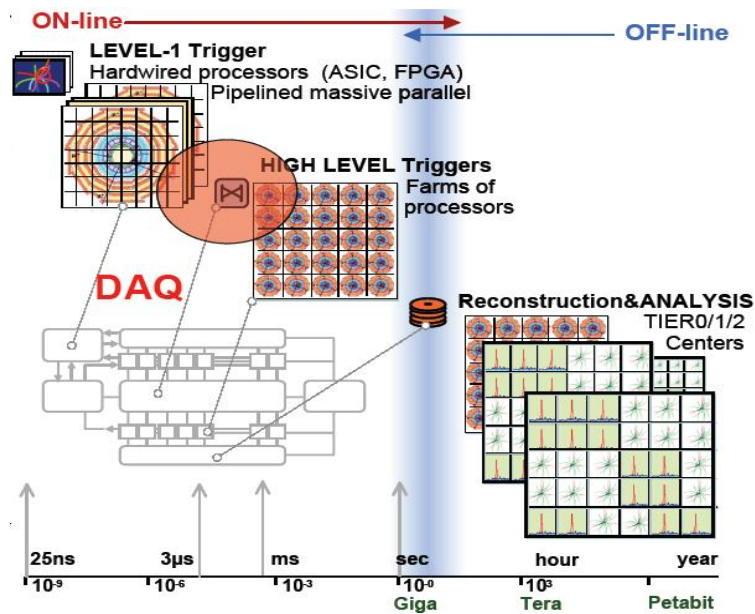 ON-line
OFF-line
LEVEL-1 Trigger
Hardwired processors (ASIC, FPGA)
Pipelined massive parallel
HIGH LEVEL Triggers
Farms of
processors
DAQ
Reconstruction&ANALYSIS
TIER0/1/2
Centers
25ns 3µs ms sec hour year
10⁻⁹ 10⁻⁶ 10⁻³ 10⁻⁰ 10³
Giga Tera Petabit